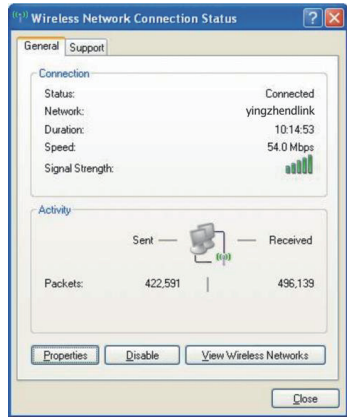 Wireless Network Connection Status
General Support
Connection
Status: Connected
Network: yingzhendlink
Duration: 10:14:53
Speed: 54.0 Mbps
Signal Strength:
Activity
Sent — — Received
Packets: 422,591 | 496,139
Properties Disable View Wireless Networks
Close